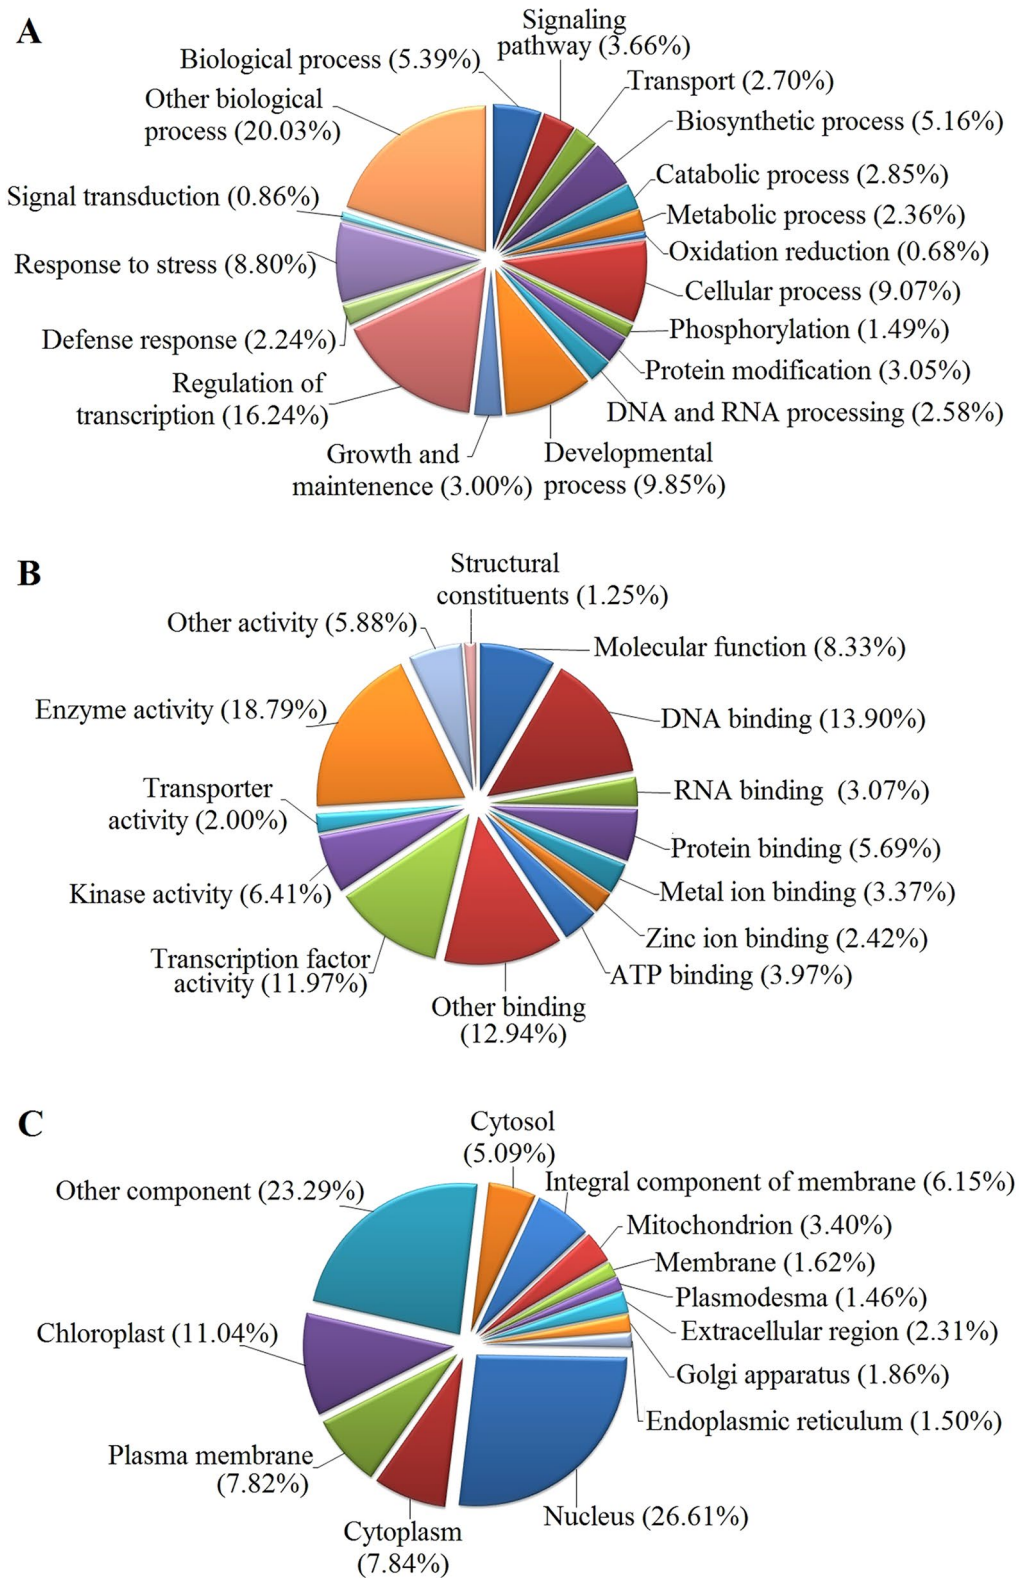 A
Signaling
pathway (3.66%)
Biological process (5.39%)
Transport (2.70%)
Other biological
process (20.03%)
Biosynthetic process (5.16%)
Catabolic process (2.85%)
Signal transduction (0.86%)
Metabolic process (2.36%)
Oxidation reduction (0.68%)
Response to stress (8.80%)
Cellular process (9.07%)
Phosphorylation (1.49%)
Defense response (2.24%)
Protein modification (3.05%)
Regulation of
transcription (16.24%)
DNA and RNA processing (2.58%)
Growth and
maintenence (3.00%)
Developmental
process (9.85%)
B
Structural
constituents (1.25%)
Other activity (5.88%)
Molecular function (8.33%)
Enzyme activity (18.79%)
DNA binding (13.90%)
Transporter
activity (2.00%)
RNA binding (3.07%)
Protein binding (5.69%)
Kinase activity (6.41%)
Metal ion binding (3.37%)
Zinc ion binding (2.42%)
Transcription factor
activity (11.97%)
ATP binding (3.97%)
Other binding
(12.94%)
C
Cytosol
(5.09%)
Other component (23.29%)
Integral component of membrane (6.15%)
Mitochondrion (3.40%)
Membrane (1.62%)
Plasmodesma (1.46%)
Chloroplast (11.04%)
Extracellular region (2.31%)
Golgi apparatus (1.86%)
Endoplasmic reticulum (1.50%)
Plasma membrane
(7.82%)
Nucleus (26.61%)
Cytoplasm
(7.84%)